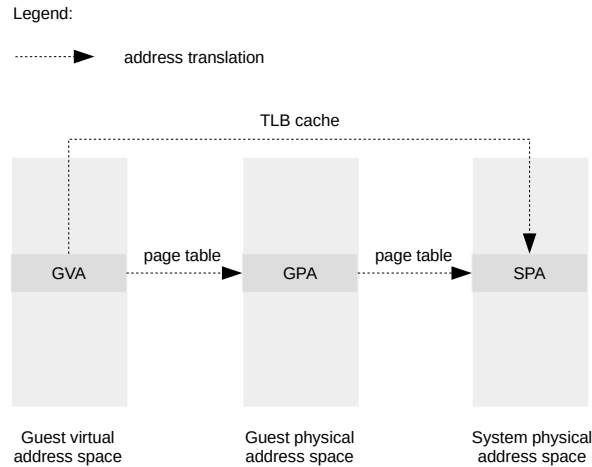 Legend:
address translation
TLB cache
page table
page table
GVA
GPA
SPA
Guest virtual
address space
Guest physical
address space
System physical
address space